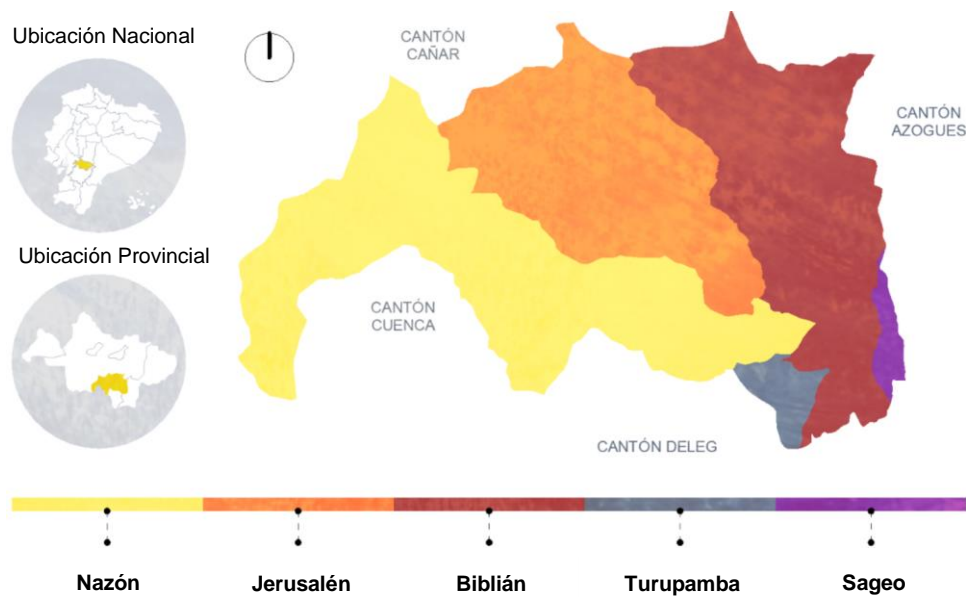 Ubicación Nacional
CANTÓN
CAÑAR
CANTÓN
AZOGUES
Ubicación Provincial
CANTÓN
CUENCA
CANTÓN DELEG
Nazón
Jerusalén
Biblián
Turupamba
Sageo